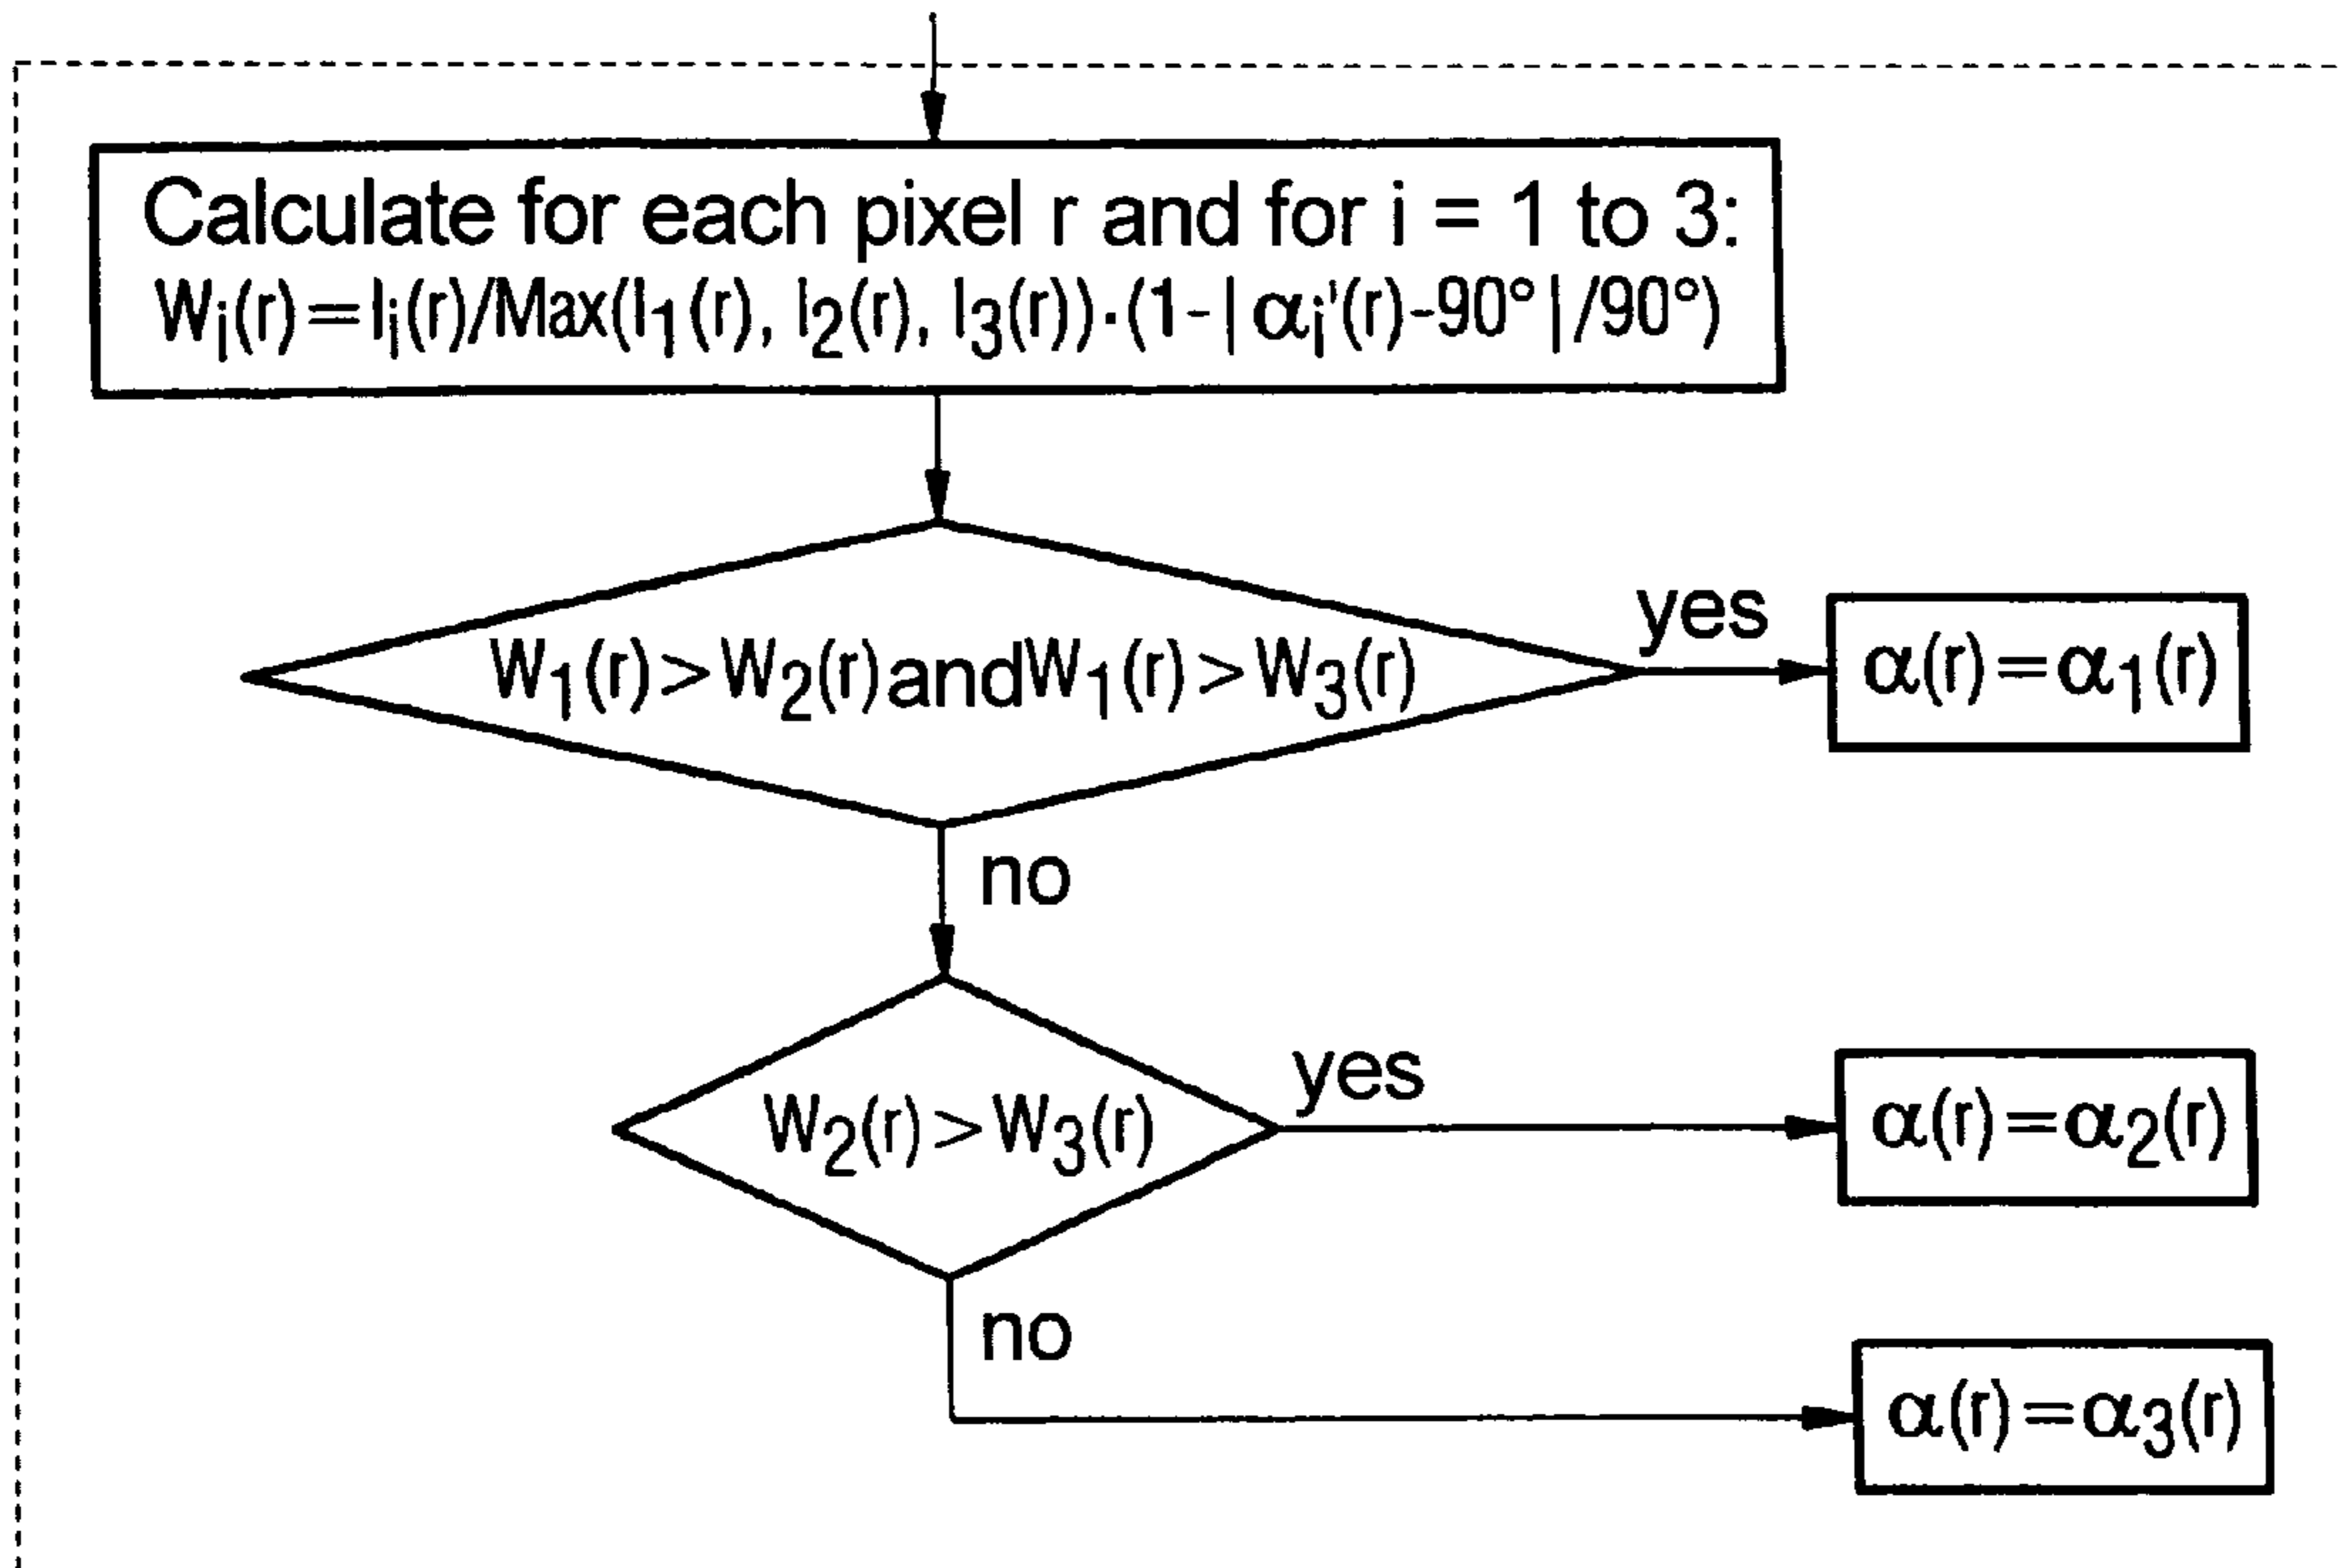 Calculate for each pixel r and for i = 1 to 3:
Wi(r)=Ii(r)/Max(I1(r), I2(r), I3(r))·(1-|αi'(r)-90°|/90°)
W1(r)>W2(r)andW1(r)>W3(r)
yes
α(r)=α1(r)
no
W2(r)>W3(r)
yes
α(r)=α2(r)
no
α(r)=α3(r)